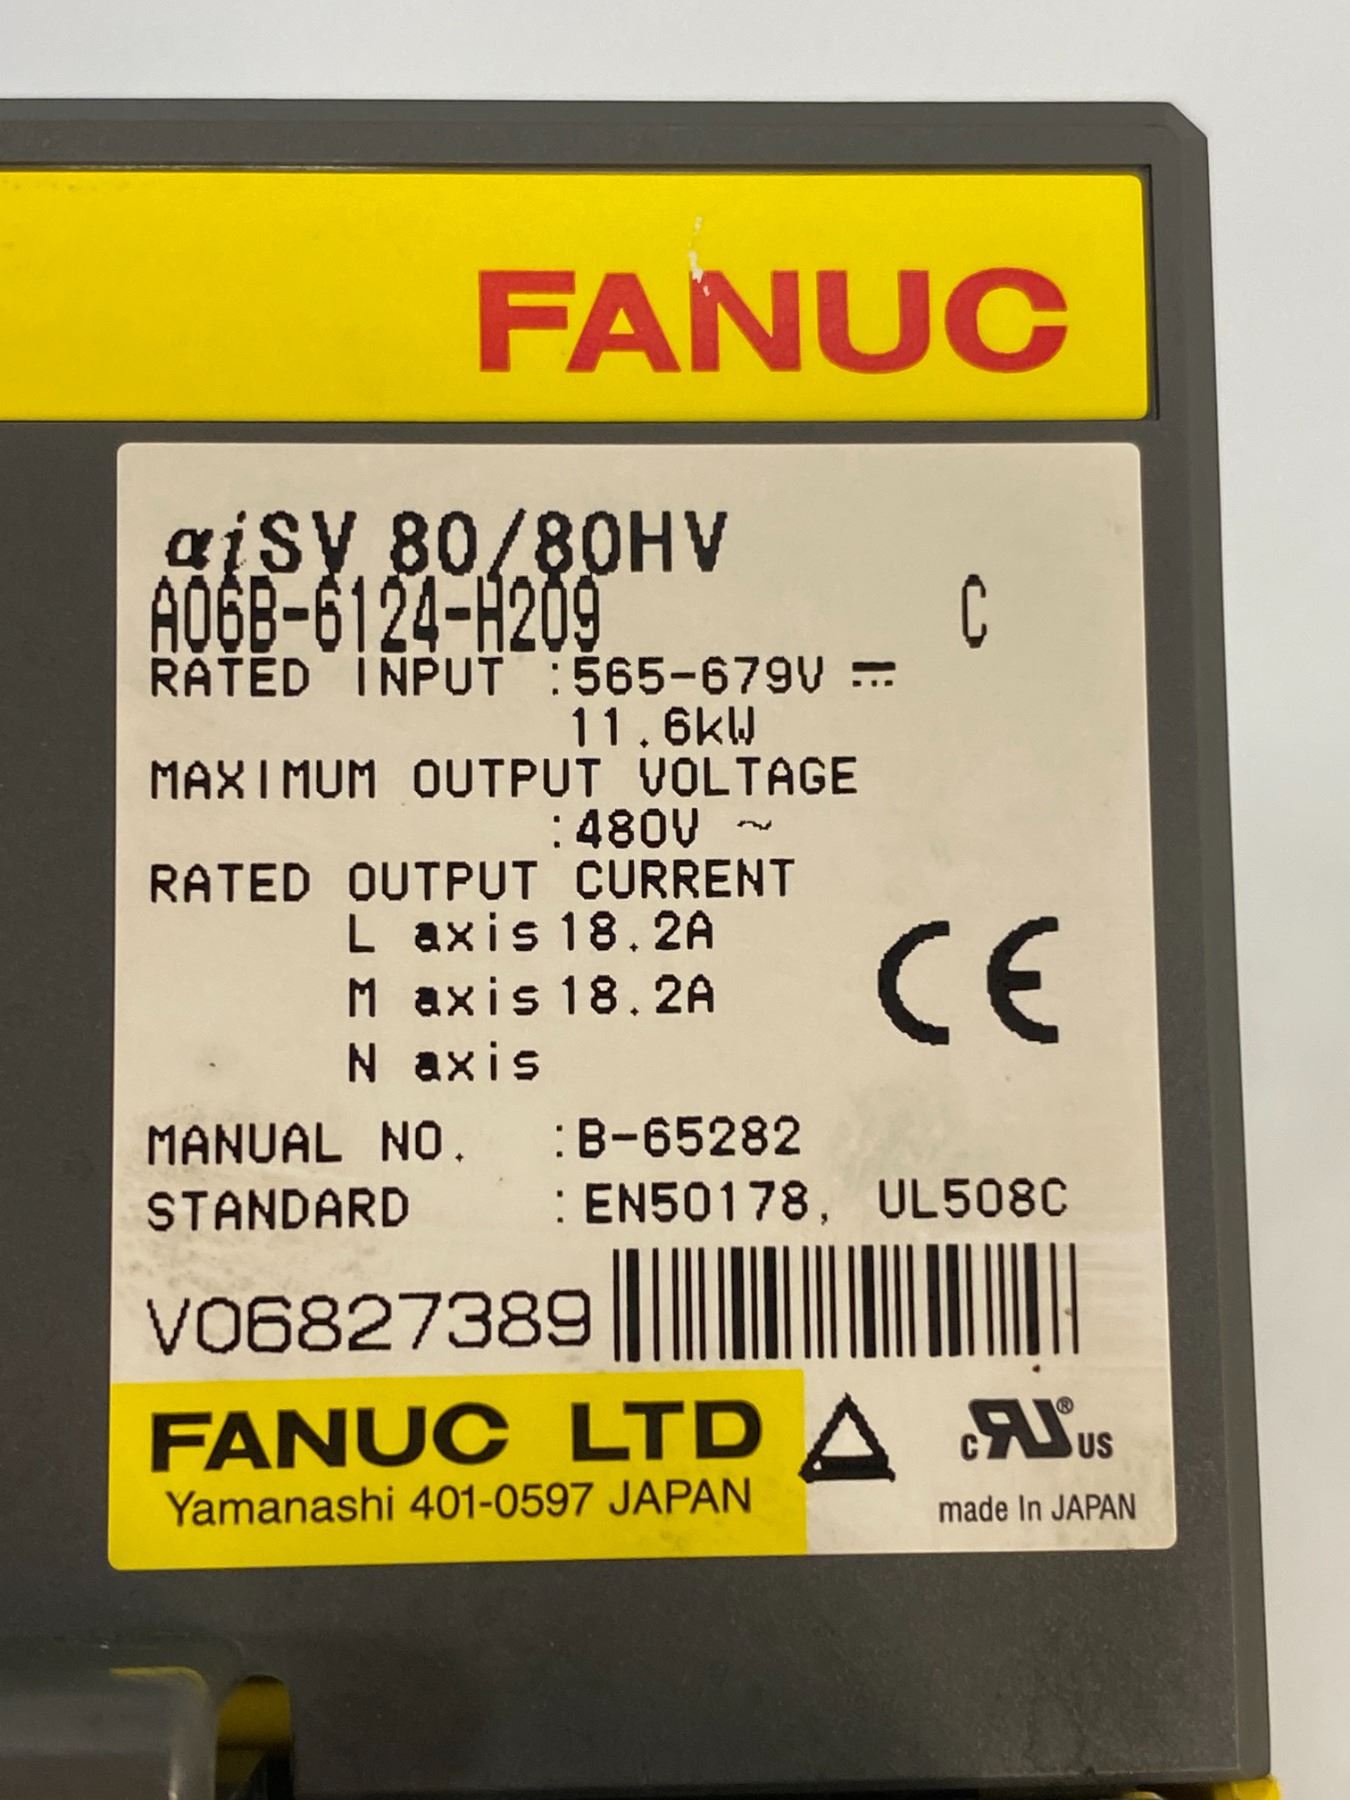 FANUC
αiSV 80/80HV
A06B-6124-H209 C
RATED INPUT :565-679V ⎓
11.6kW
MAXIMUM OUTPUT VOLTAGE
:480V ~
RATED OUTPUT CURRENT
L axis 18.2A
M axis 18.2A
N axis
CE
MANUAL NO. :B-65282
STANDARD :EN50178, UL508C
V06827389
FANUC LTD
Yamanashi 401-0597 JAPAN
c RU ® US
made In JAPAN